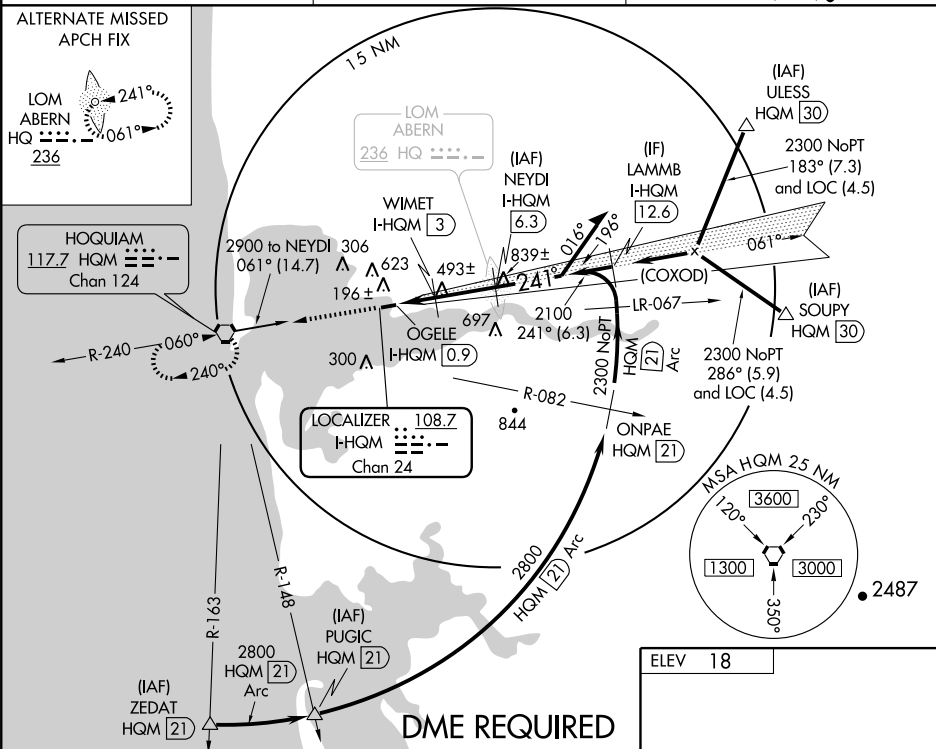 ALTERNATE MISSED
APCH FIX
LOM
ABERN
HQ
236
241°
061°
15 NM
LOM
ABERN
236 HQ
(IAF)
ULESS
HQM 30
2300 NoPT
183° (7.3)
and LOC (4.5)
(IAF)
NEYDI
I-HQM
6.3
(IF)
LAMMB
I-HQM
12.6
WIMET
I-HQM 3
HOQUIAM
117.7 HQM
Chan 124
2900 to NEYDI
061° (14.7)
306
623
196±
493±
839±
697
300
844
241°
016°
196°
061°
(COXOD)
LR-067
2100
241° (6.3)
OGELE
I-HQM 0.9
R-240
060°
240°
(IAF)
SOUPY
HQM 30
2300 NoPT
286° (5.9)
and LOC (4.5)
2300 NoPT
HQM 21 Arc
R-082
LOCALIZER 108.7
I-HQM
Chan 24
ONPAE
HQM 21
MSA HQM 25 NM
120°
3600
230°
1300
3000
350°
2487
2800
HQM 21 Arc
R-163
R-148
(IAF)
PUGIC
HQM 21
2800
HQM 21
Arc
(IAF)
ZEDAT
HQM 21
DME REQUIRED
ELEV 18